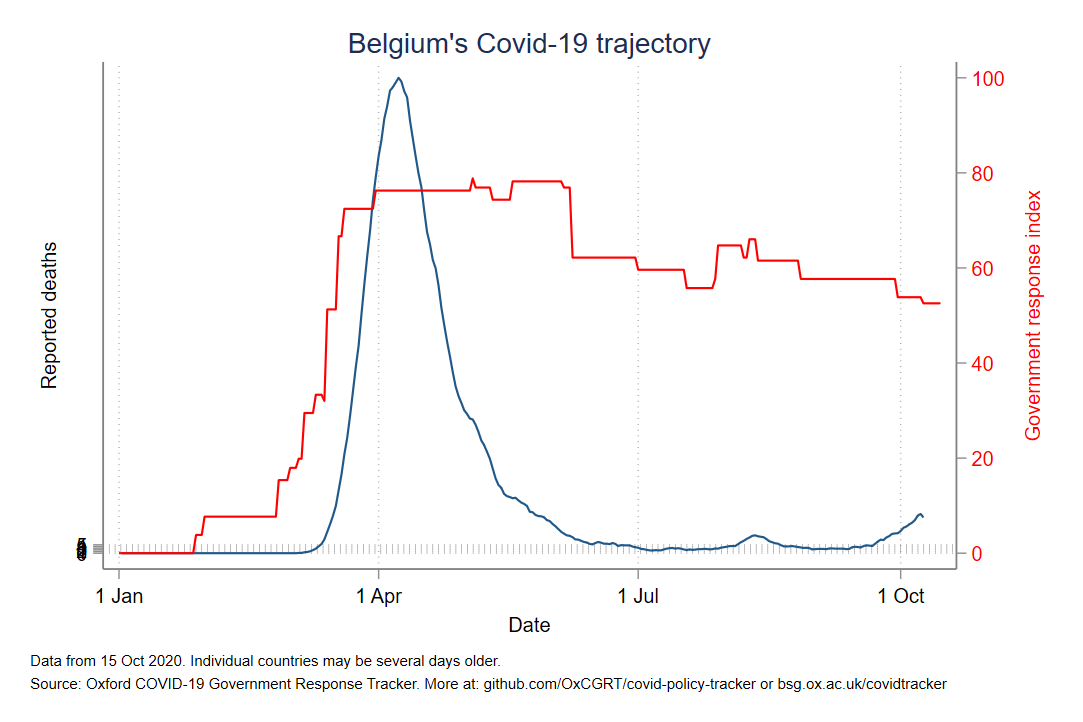 Belgium's Covid-19 trajectory
Reported deaths
100
80
60
40
20
0
Government response index
1 Jan
1 Apr
1 Jul
1 Oct
Date
Data from 15 Oct 2020. Individual countries may be several days older.
Source: Oxford COVID-19 Government Response Tracker. More at: github.com/OxCGRT/covid-policy-tracker or bsg.ox.ac.uk/covidtracker